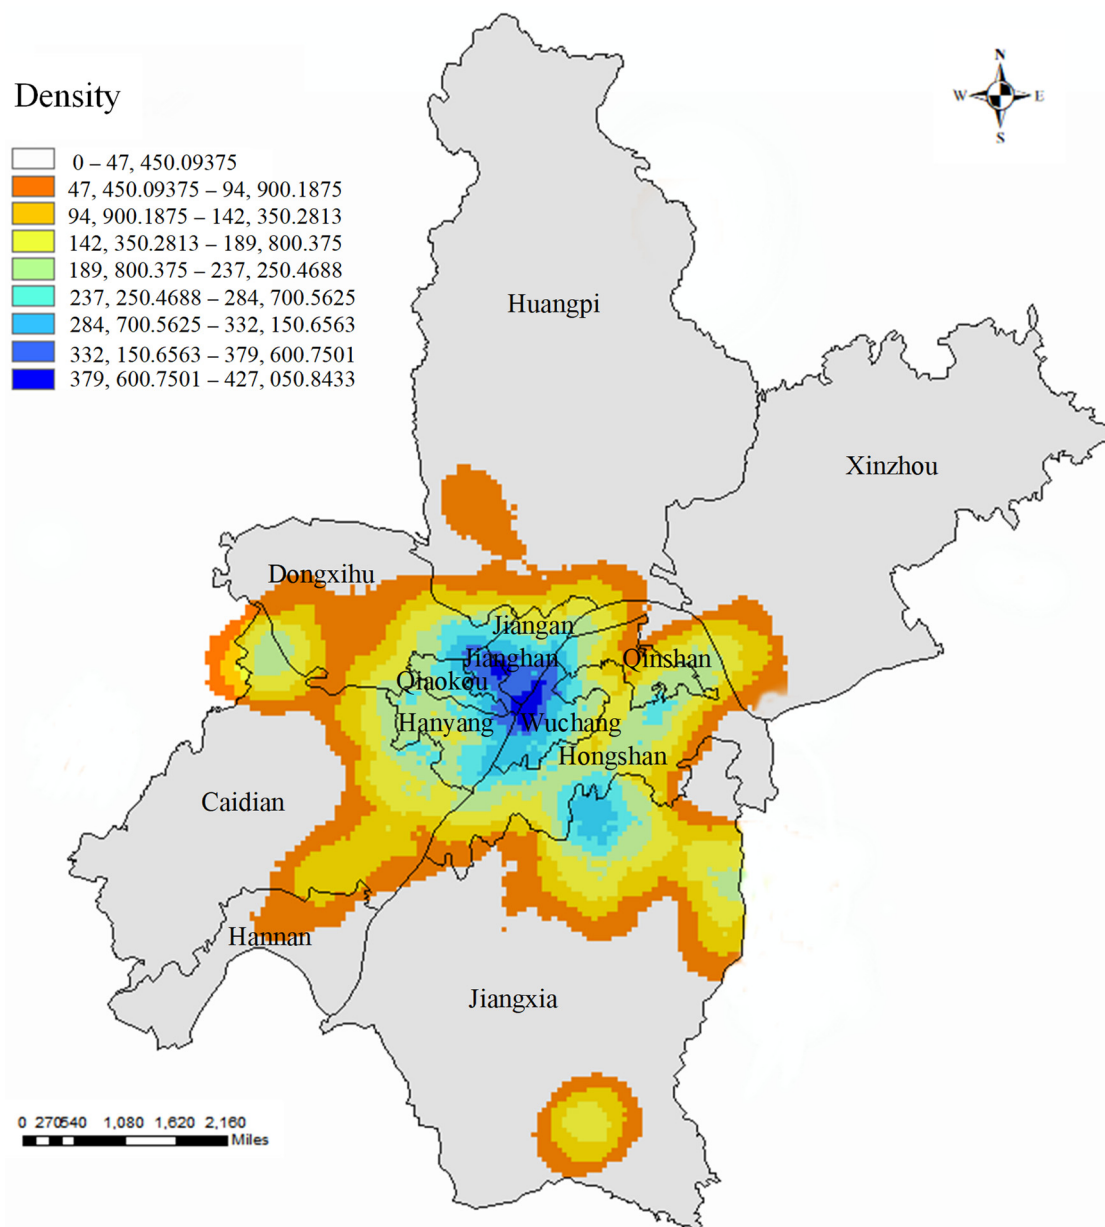 N
W E
S
Density
0 – 47, 450.09375
47, 450.09375 – 94, 900.1875
94, 900.1875 – 142, 350.2813
142, 350.2813 – 189, 800.375
189, 800.375 – 237, 250.4688
237, 250.4688 – 284, 700.5625
284, 700.5625 – 332, 150.6563
332, 150.6563 – 379, 600.7501
379, 600.7501 – 427, 050.8433
Huangpi
Xinzhou
Dongxihu
Jiangan
Jianghan
Qinshan
Qiaokou
Hanyang
Wuchang
Hongshan
Caidian
Hannan
Jiangxia
0 270540 1,080 1,620 2,160
Miles